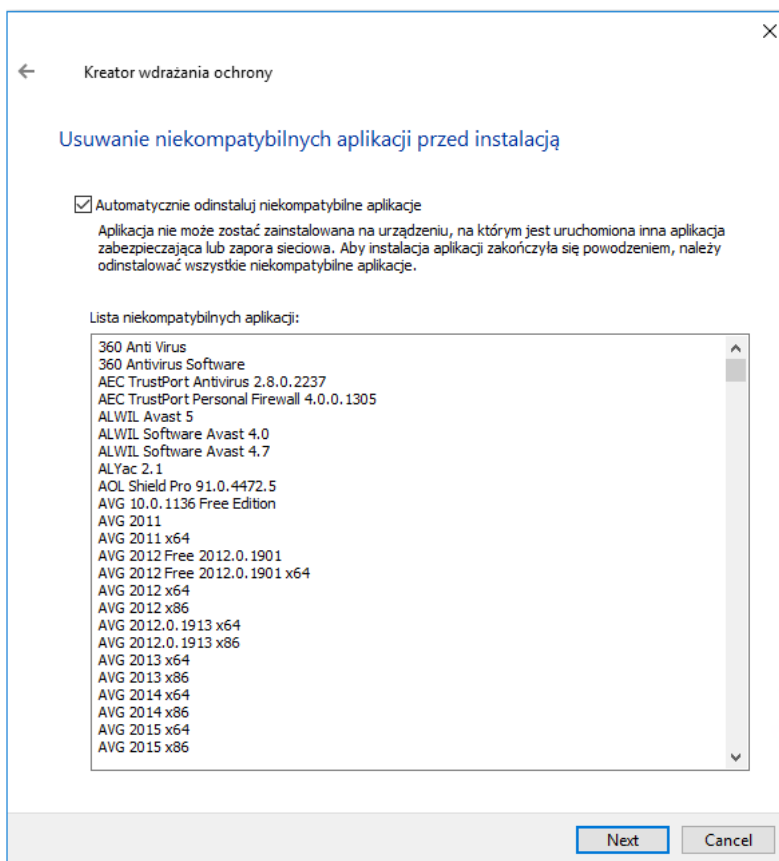 Kreator wdrażania ochrony
Usuwanie niekompatybilnych aplikacji przed instalacją
Automatycznie odinstaluj niekompatybilne aplikacje
Aplikacja nie może zostać zainstalowana na urządzeniu, na którym jest uruchomiona inna aplikacja
zabezpieczająca lub zapora sieciowa. Aby instalacja aplikacji zakończyła się powodzeniem, należy
odinstalować wszystkie niekompatybilne aplikacje.
Lista niekompatybilnych aplikacji:
360 Anti Virus
360 Antivirus Software
AEC TrustPort Antivirus 2.8.0.2237
AEC TrustPort Personal Firewall 4.0.0.1305
ALWIL Avast 5
ALWIL Software Avast 4.0
ALWIL Software Avast 4.7
ALYac 2.1
AOL Shield Pro 91.0.4472.5
AVG 10.0.1136 Free Edition
AVG 2011
AVG 2011 x64
AVG 2012 Free 2012.0.1901
AVG 2012 Free 2012.0.1901 x64
AVG 2012 x64
AVG 2012 x86
AVG 2012.0.1913 x64
AVG 2012.0.1913 x86
AVG 2013 x64
AVG 2013 x86
AVG 2014 x64
AVG 2014 x86
AVG 2015 x64
AVG 2015 x86
Next Cancel